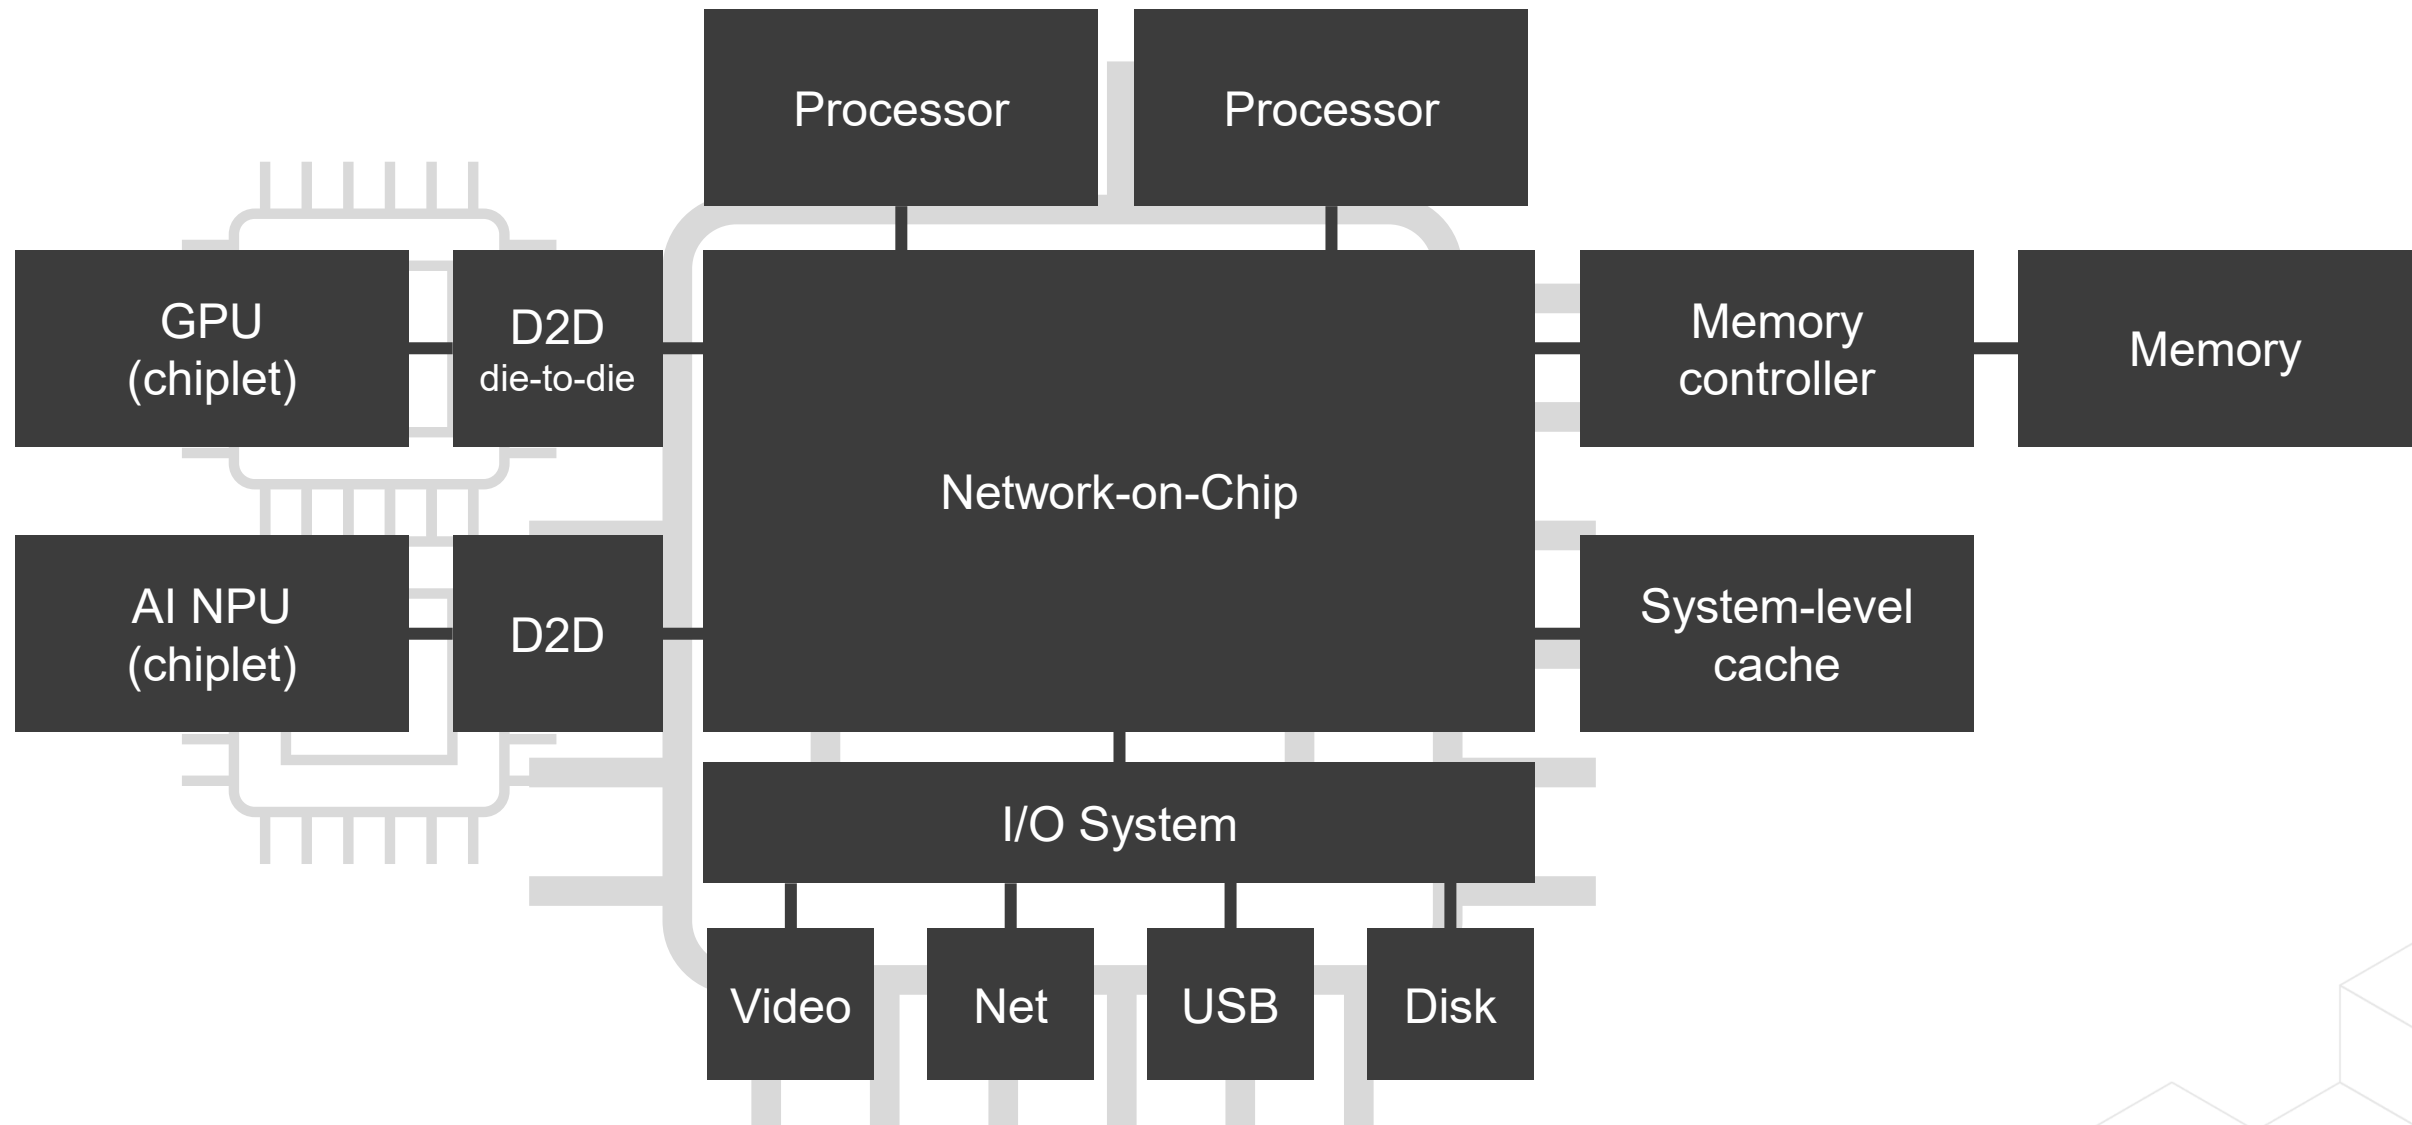 Processor
Processor
GPU
(chiplet)
D2D
die-to-die
Network-on-Chip
Memory
controller
Memory
AI NPU
(chiplet)
D2D
System-level
cache
I/O System
Video
Net
USB
Disk